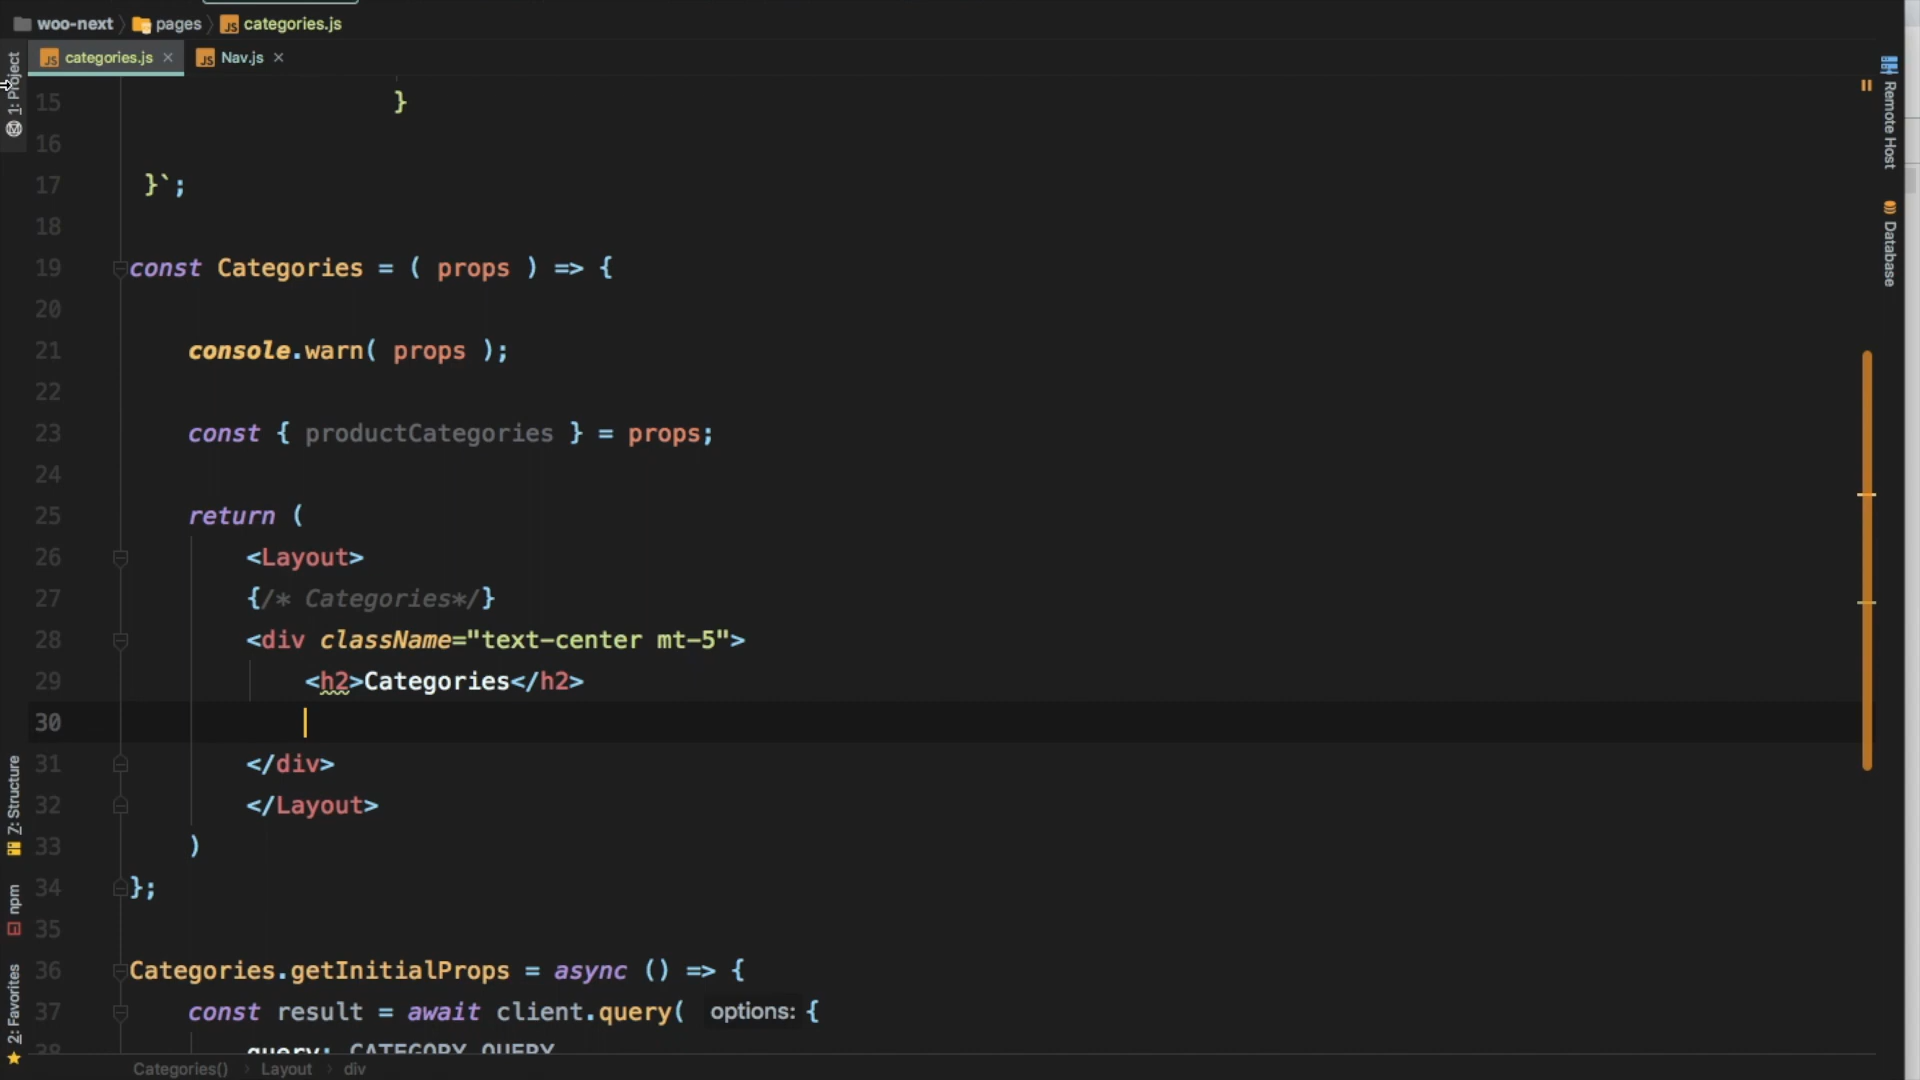 woo-next pages categories.js
categories.js Nav.js
1: Project
Z: Structure
npm
2: Favorites
15 }
16
17 }`;
18
19 const Categories = ( props ) => {
20
21 console.warn( props );
22
23 const { productCategories } = props;
24
25 return (
26 <Layout>
27 {/* Categories*/}
28 <div className="text-center mt-5">
29 <h2>Categories</h2>
30
31 </div>
32 </Layout>
33 )
34 };
35
36 Categories.getInitialProps = async () => {
37 const result = await client.query( options: {
38 query: CATEGORY_QUERY
Categories() Layout div
Remote Host
Database